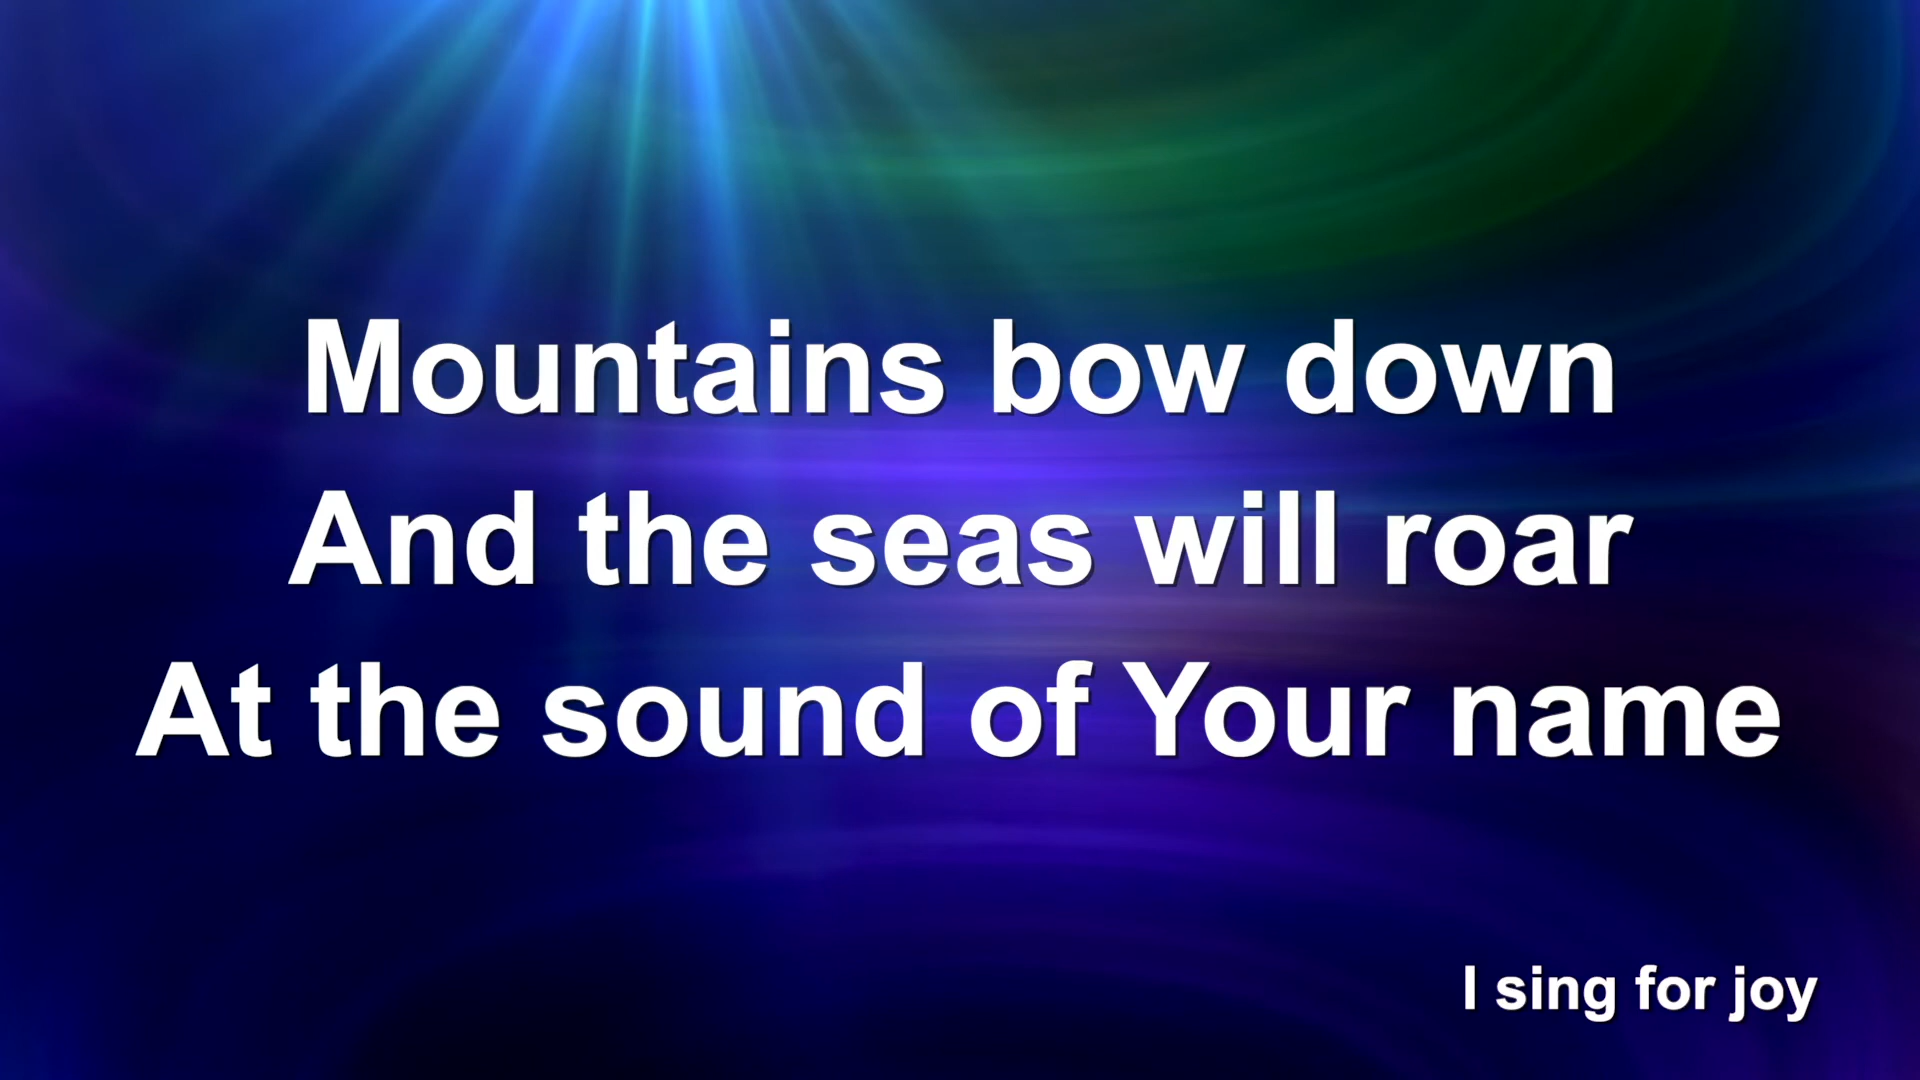 Mountains bow down
And the seas will roar
At the sound of Your name
I sing for joy